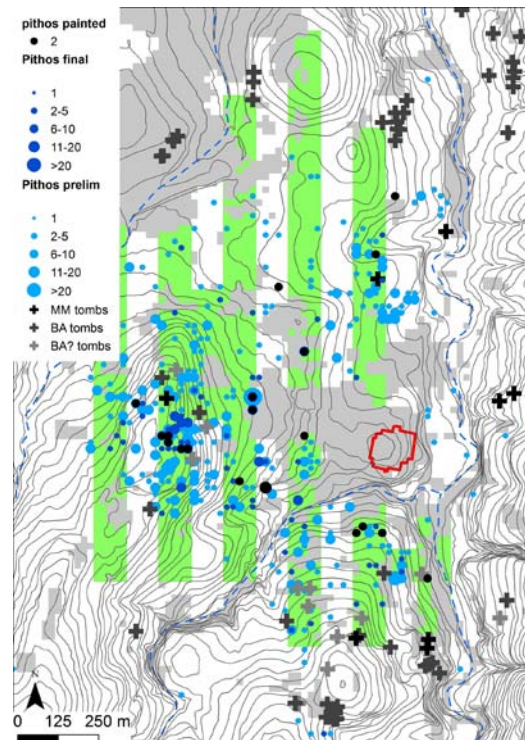 pithos painted
2
Pithos final
1
2-5
6-10
11-20
>20
Pithos prelim
1
2-5
6-10
11-20
>20
MM tombs
BA tombs
BA? tombs
0 125 250 m